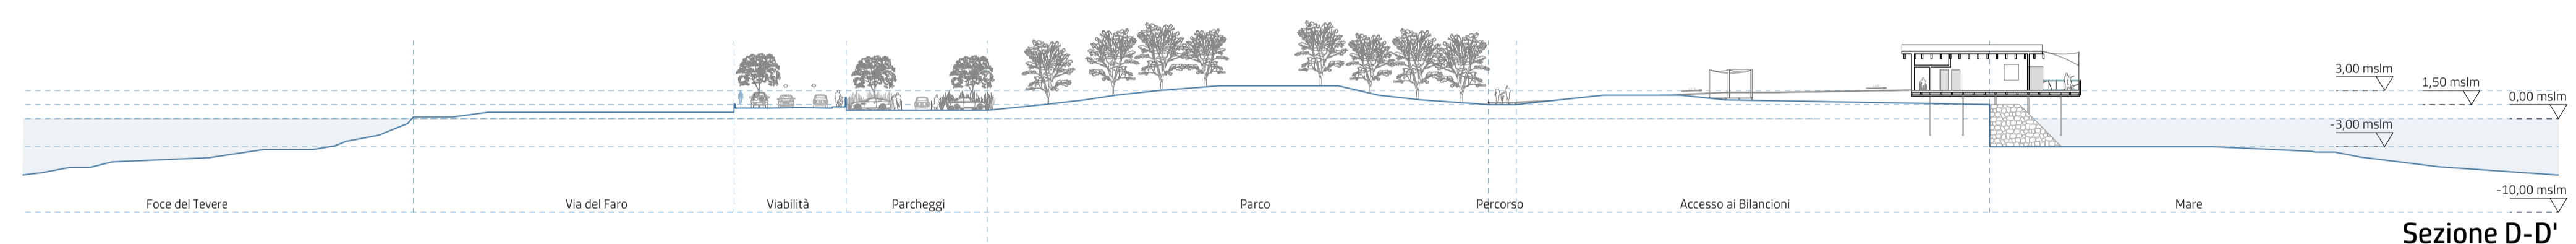 3,00 mslm
1,50 mslm
0,00 mslm
-3,00 mslm
-10,00 mslm
Foce del Tevere Via del Faro Viabilità Parcheggi Parco Percorso Accesso ai Bilancioni Mare
Sezione D-D'